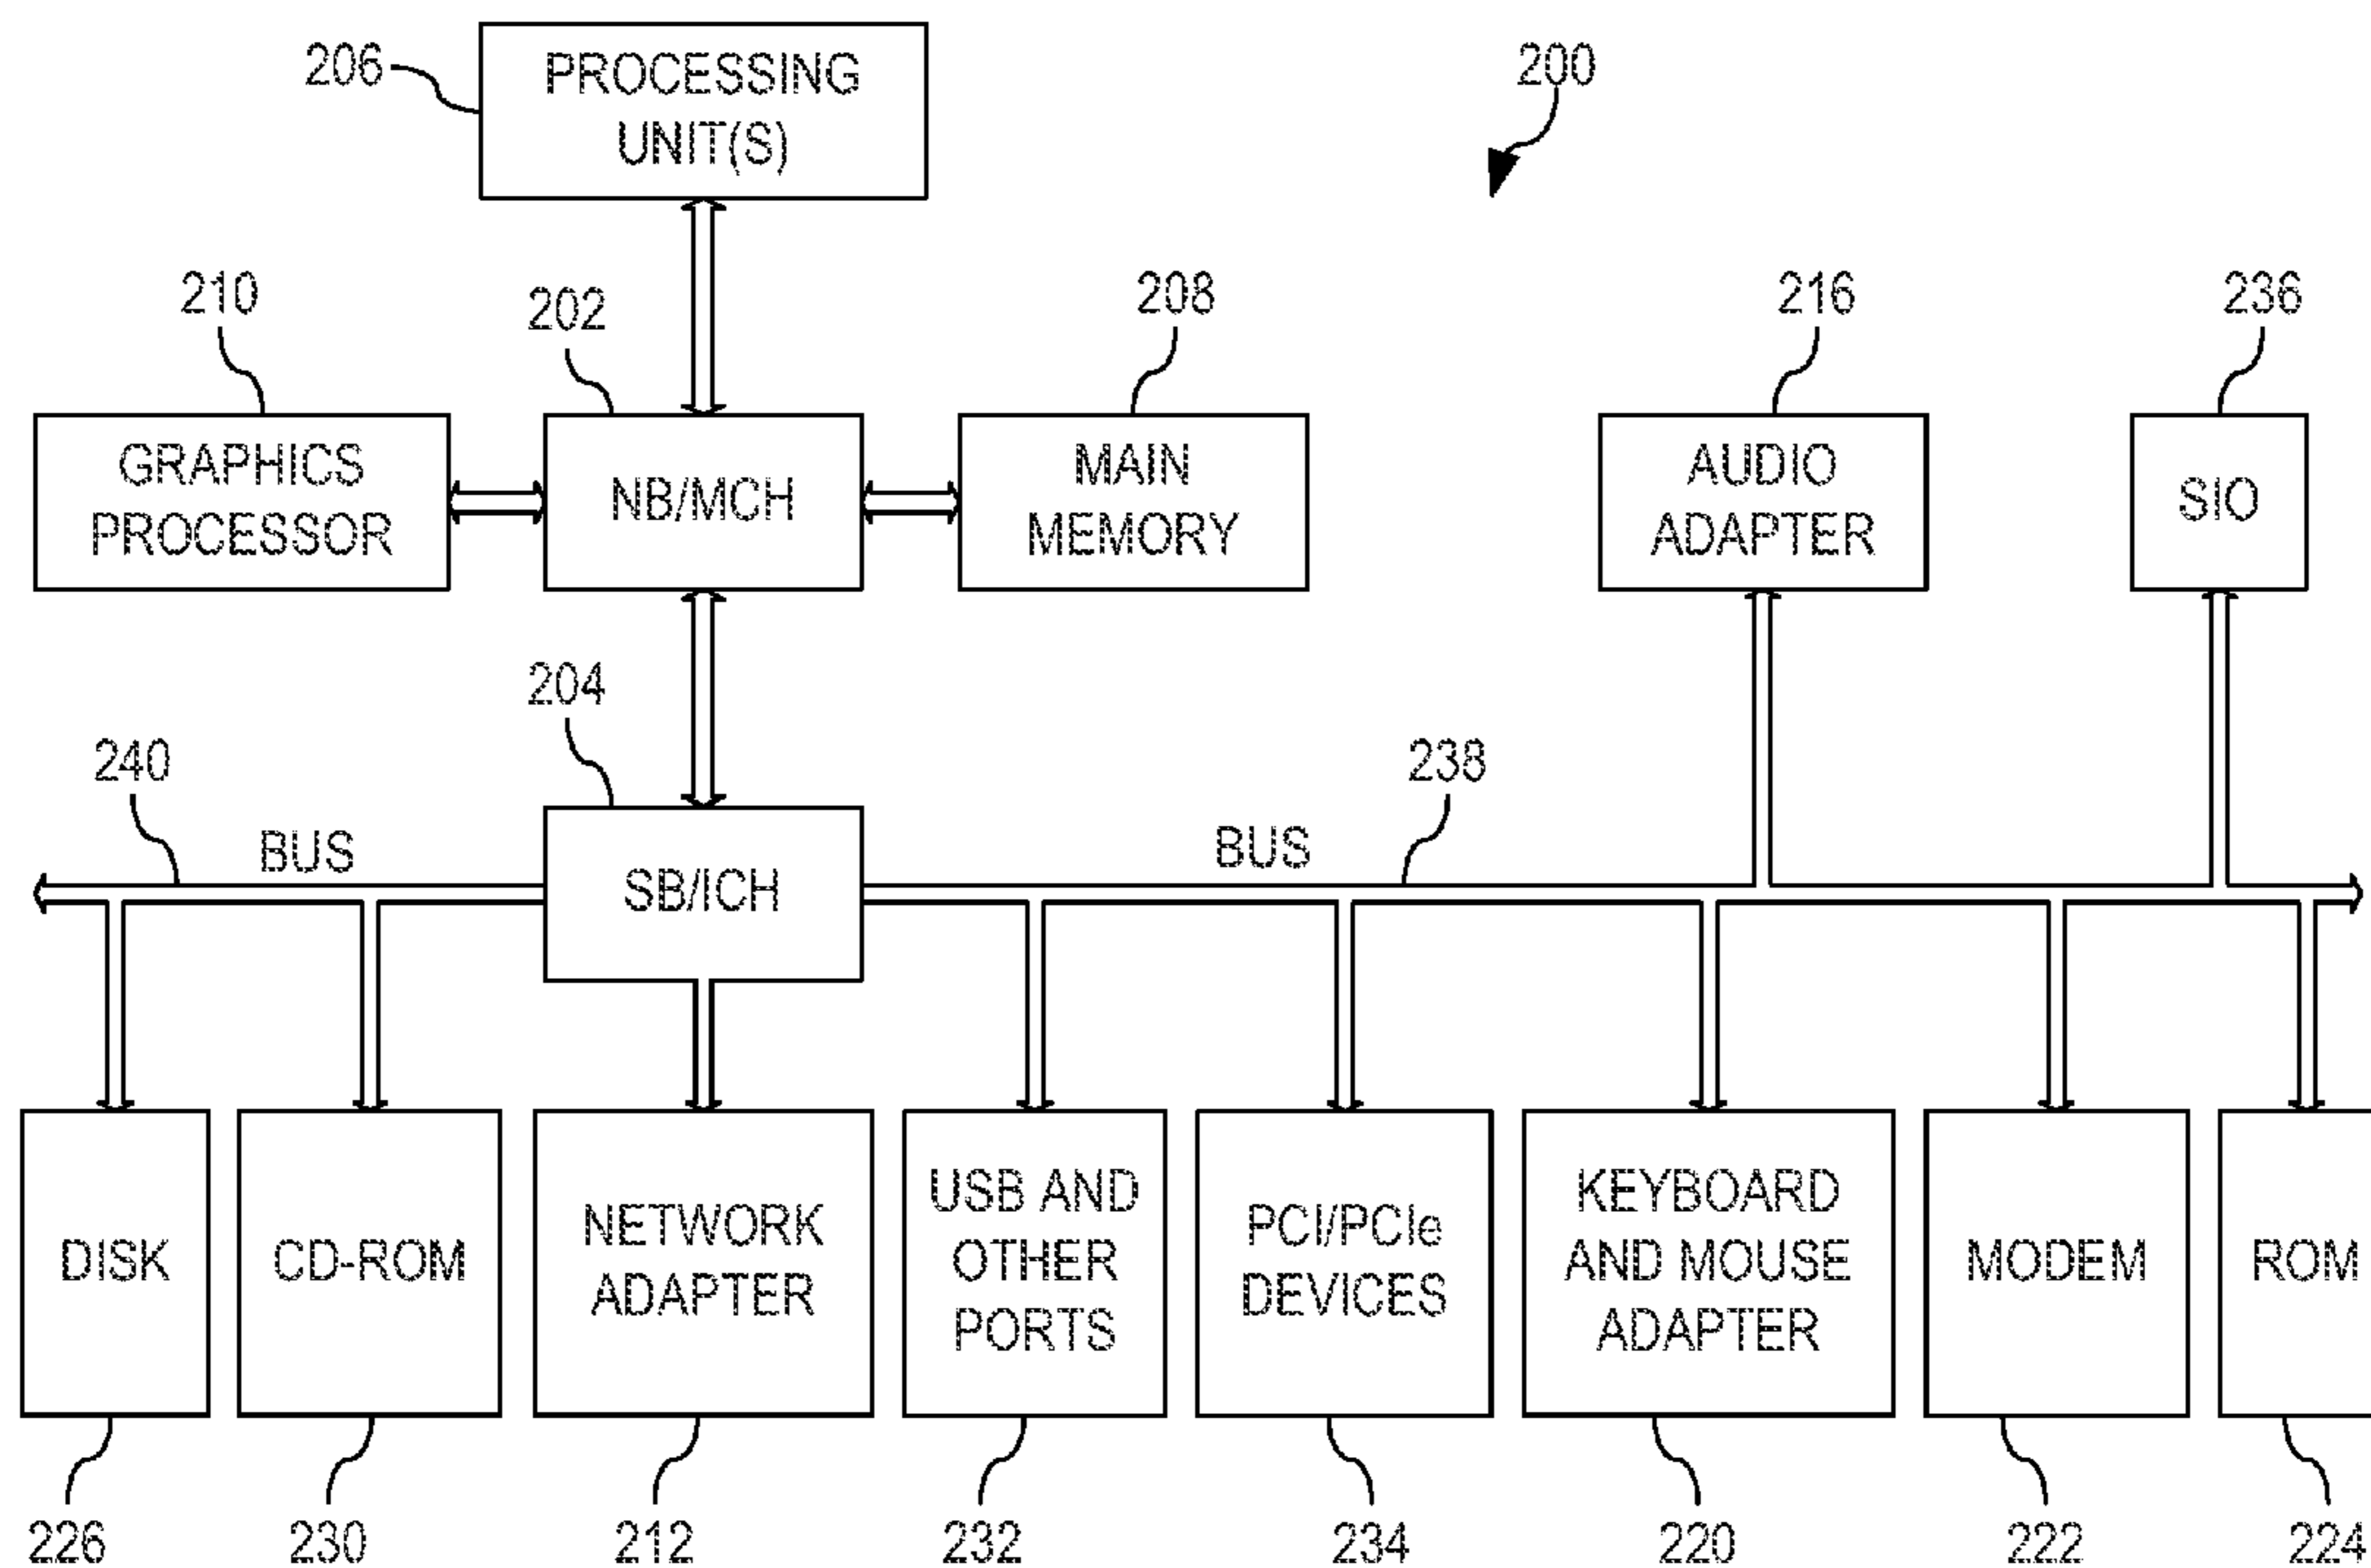 206
PROCESSING
UNIT(S)
200
210
202
208
216
236
GRAPHICS
PROCESSOR
NB/MCH
MAIN
MEMORY
AUDIO
ADAPTER
SIO
204
240
238
BUS
BUS
SB/ICH
DISK
CD-ROM
NETWORK
ADAPTER
USB AND
OTHER
PORTS
PCI/PCIe
DEVICES
KEYBOARD
AND MOUSE
ADAPTER
MODEM
ROM
226
230
212
232
234
220
222
224